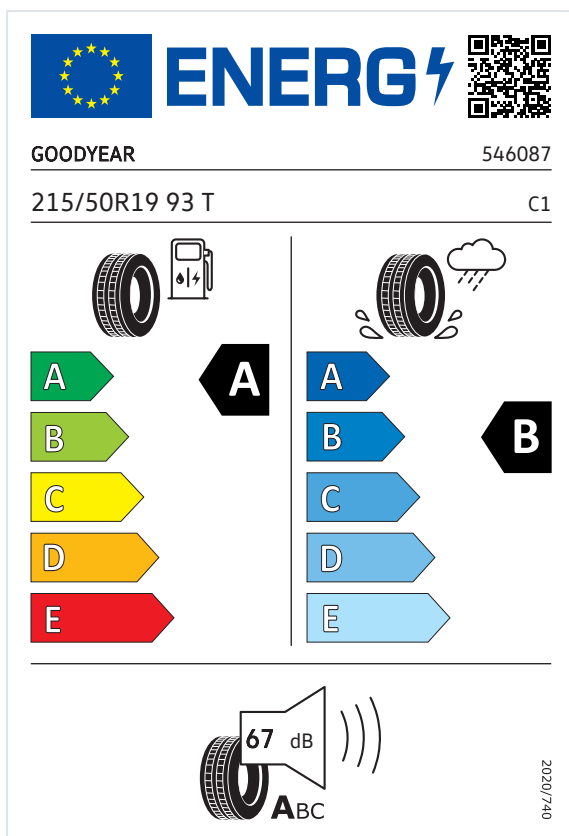 ENERG
GOODYEAR 546087
215/50R19 93 T C1
A A A
B B B
C C
D D
E E
67 dB
ABC
2020/740